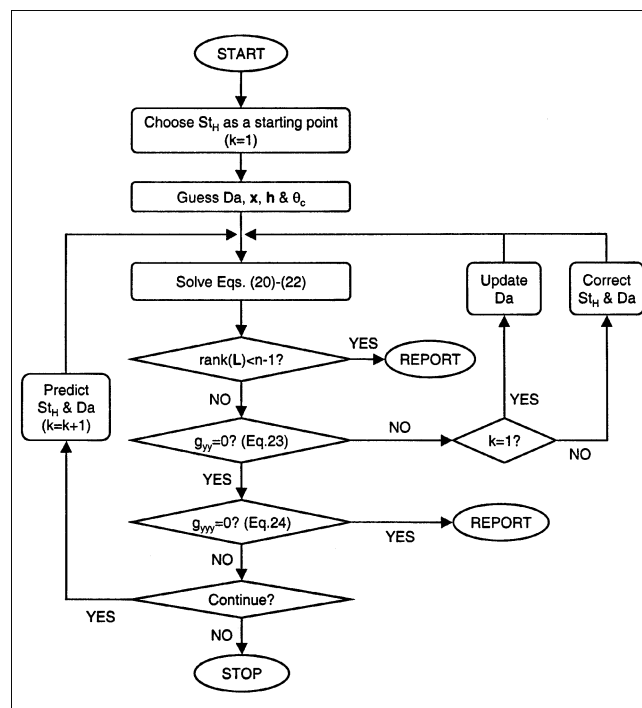 START
Choose St_H as a starting point
(k=1)
Guess Da, x, h & θ_c
Solve Eqs. (20)-(22)
Update
Da
Correct
St_H & Da
rank(L)<n-1?
YES
REPORT
Predict
St_H & Da
(k=k+1)
NO
YES
g_yy=0? (Eq.23)
NO
k=1?
NO
YES
g_yyy=0? (Eq.24)
YES
REPORT
NO
Continue?
YES
NO
STOP